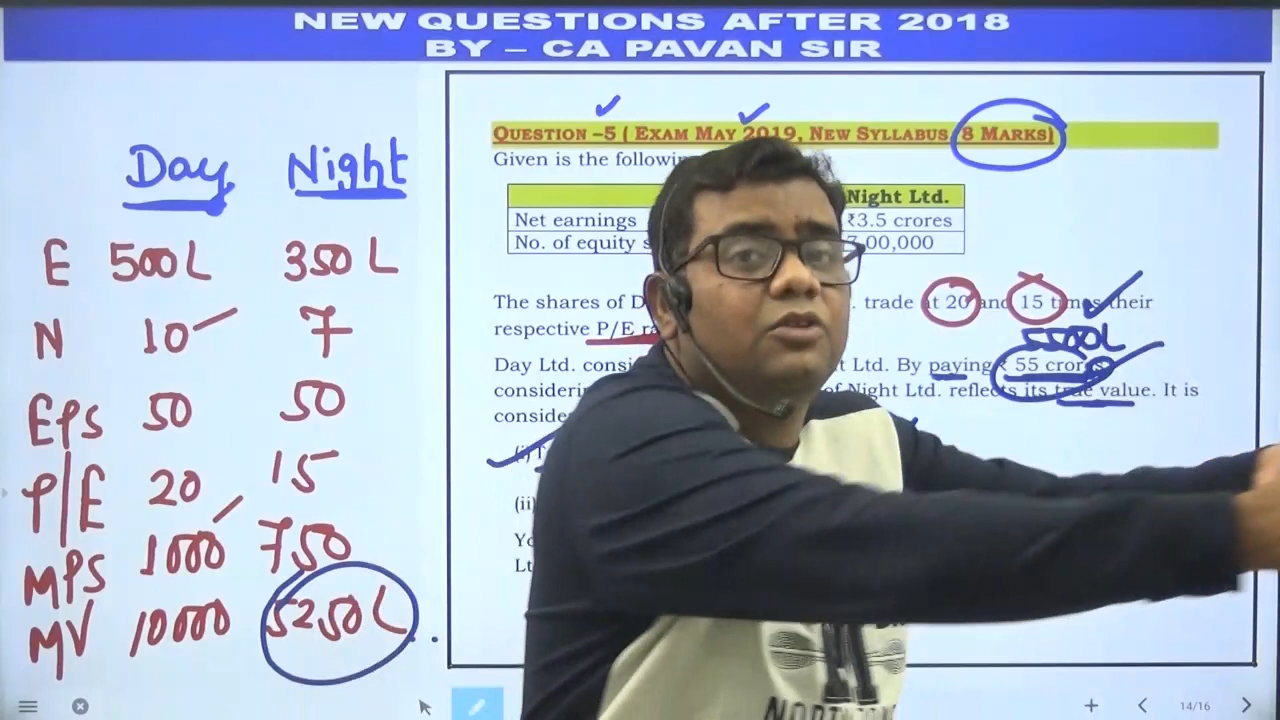 NEW QUESTIONS AFTER 2018
BY – CA PAVAN SIR
Day Night
E 500L 350L
N 10 7
Eps 50 50
P/E 20 15
MPS 1000 750
MV 10000 5250L
QUESTION –5 ( EXAM MAY 2019, NEW SYLLABUS 8 MARKS)
Given is the
Night Ltd.
Net earnings ₹3.5 crores
No. of equity 7,00,000
The shares of trade at 20 and 15 times their
respective P/E
5500L
Day Ltd. Ltd. By paying ₹ 55 crores
of Night Ltd. reflects its true value. It is
(i)
(ii)
14/16